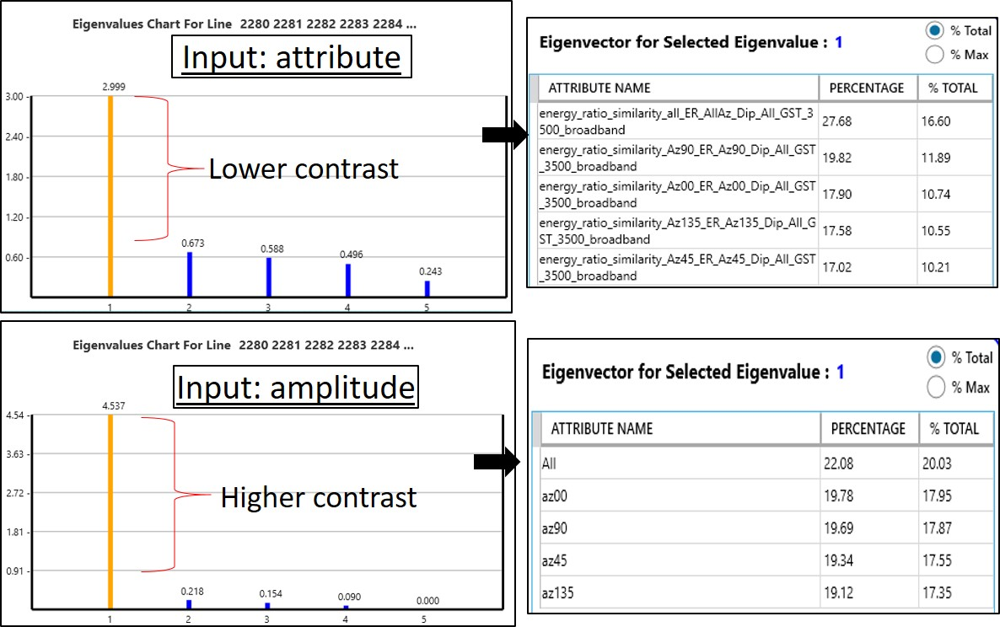 Eigenvalues Chart For Line 2280 2281 2282 2283 2284 ...
Input: attribute
2.999
3.00
2.40
1.80
1.20
0.60
Lower contrast
0.673
0.588
0.496
0.243
1 2 3 4 5
Eigenvector for Selected Eigenvalue : 1
% Total
% Max
ATTRIBUTE NAME PERCENTAGE % TOTAL
energy_ratio_similarity_all_ER_AllAz_Dip_All_GST_3
500_broadband 27.68 16.60
energy_ratio_similarity_Az90_ER_Az90_Dip_All_GST
_3500_broadband 19.82 11.89
energy_ratio_similarity_Az00_ER_Az00_Dip_All_GST
_3500_broadband 17.90 10.74
energy_ratio_similarity_Az135_ER_Az135_Dip_All_G
ST_3500_broadband 17.58 10.55
energy_ratio_similarity_Az45_ER_Az45_Dip_All_GST
_3500_broadband 17.02 10.21
Eigenvalues Chart For Line 2280 2281 2282 2283 2284 ...
Input: amplitude
4.537
4.54
3.63
2.72
1.81
0.91
Higher contrast
0.218
0.154
0.090
0.000
1 2 3 4 5
Eigenvector for Selected Eigenvalue : 1
% Total
% Max
ATTRIBUTE NAME PERCENTAGE % TOTAL
All 22.08 20.03
az00 19.78 17.95
az90 19.69 17.87
az45 19.34 17.55
az135 19.12 17.35